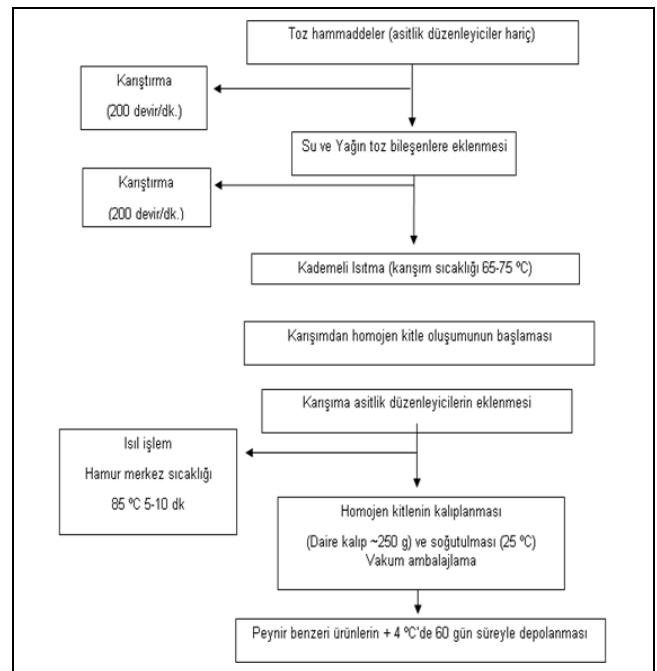 Toz hammaddeler (asitlik düzenleyiciler hariç)
Karıştırma
(200 devir/dk.)
Su ve Yağın toz bileşenlere eklenmesi
Karıştırma
(200 devir/dk.)
Kademeli Isıtma (karışım sıcaklığı 65-75 ºC)
Karışımdan homojen kitle oluşumunun başlaması
Karışıma asitlik düzenleyicilerin eklenmesi
Isıl işlem
Hamur merkez sıcaklığı
85 ºC 5-10 dk
Homojen kitlenin kalıplanması
(Daire kalıp ~250 g) ve soğutulması (25 ºC)
Vakum ambalajlama
Peynir benzeri ürünlerin + 4 ºC'de 60 gün süreyle depolanması